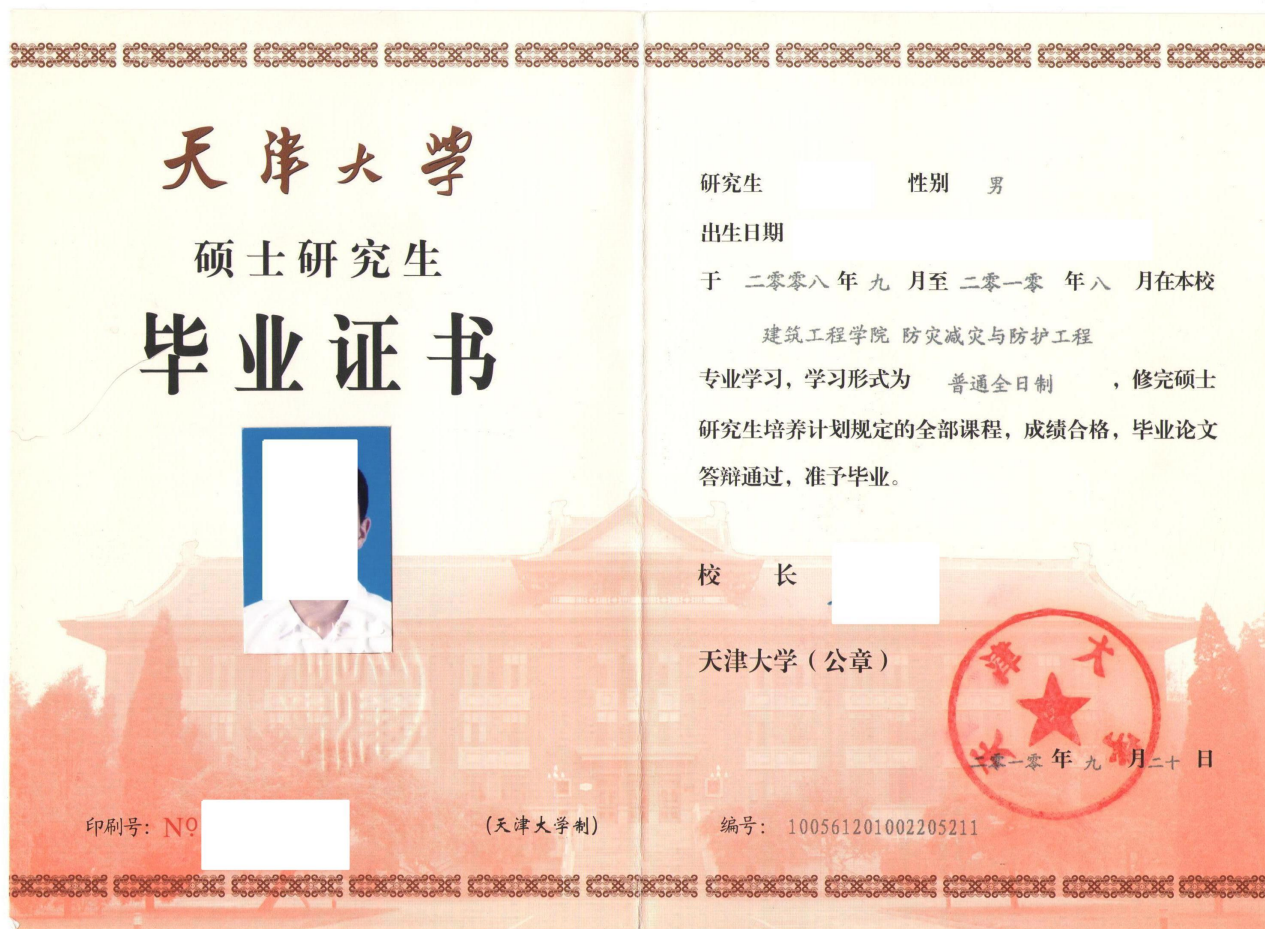 天津大学
硕士研究生
毕业证书
印刷号: Nº
(天津大学制)
研究生 性别 男
出生日期
于 二零零八 年 九 月至 二零一零 年 八 月在本校
建筑工程学院 防灾减灾与防护工程
专业学习，学习形式为 普通全日制 ，修完硕士
研究生培养计划规定的全部课程，成绩合格，毕业论文
答辩通过，准予毕业。
校 长
天津大学（公章）
天津大学
二零一零 年 九 月 二十 日
编号: 100561201002205211